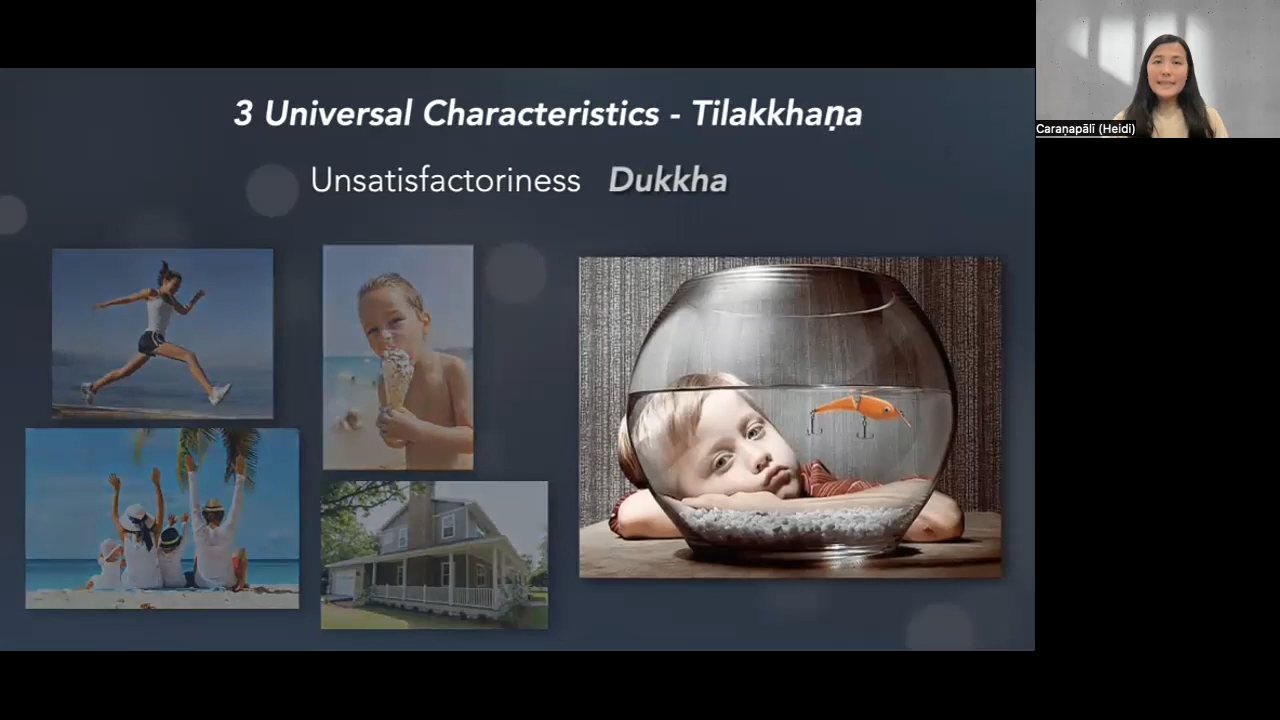 3 Universal Characteristics - Tilakkhaṇa
Unsatisfactoriness Dukkha
Caraṇapālī (Heidi)